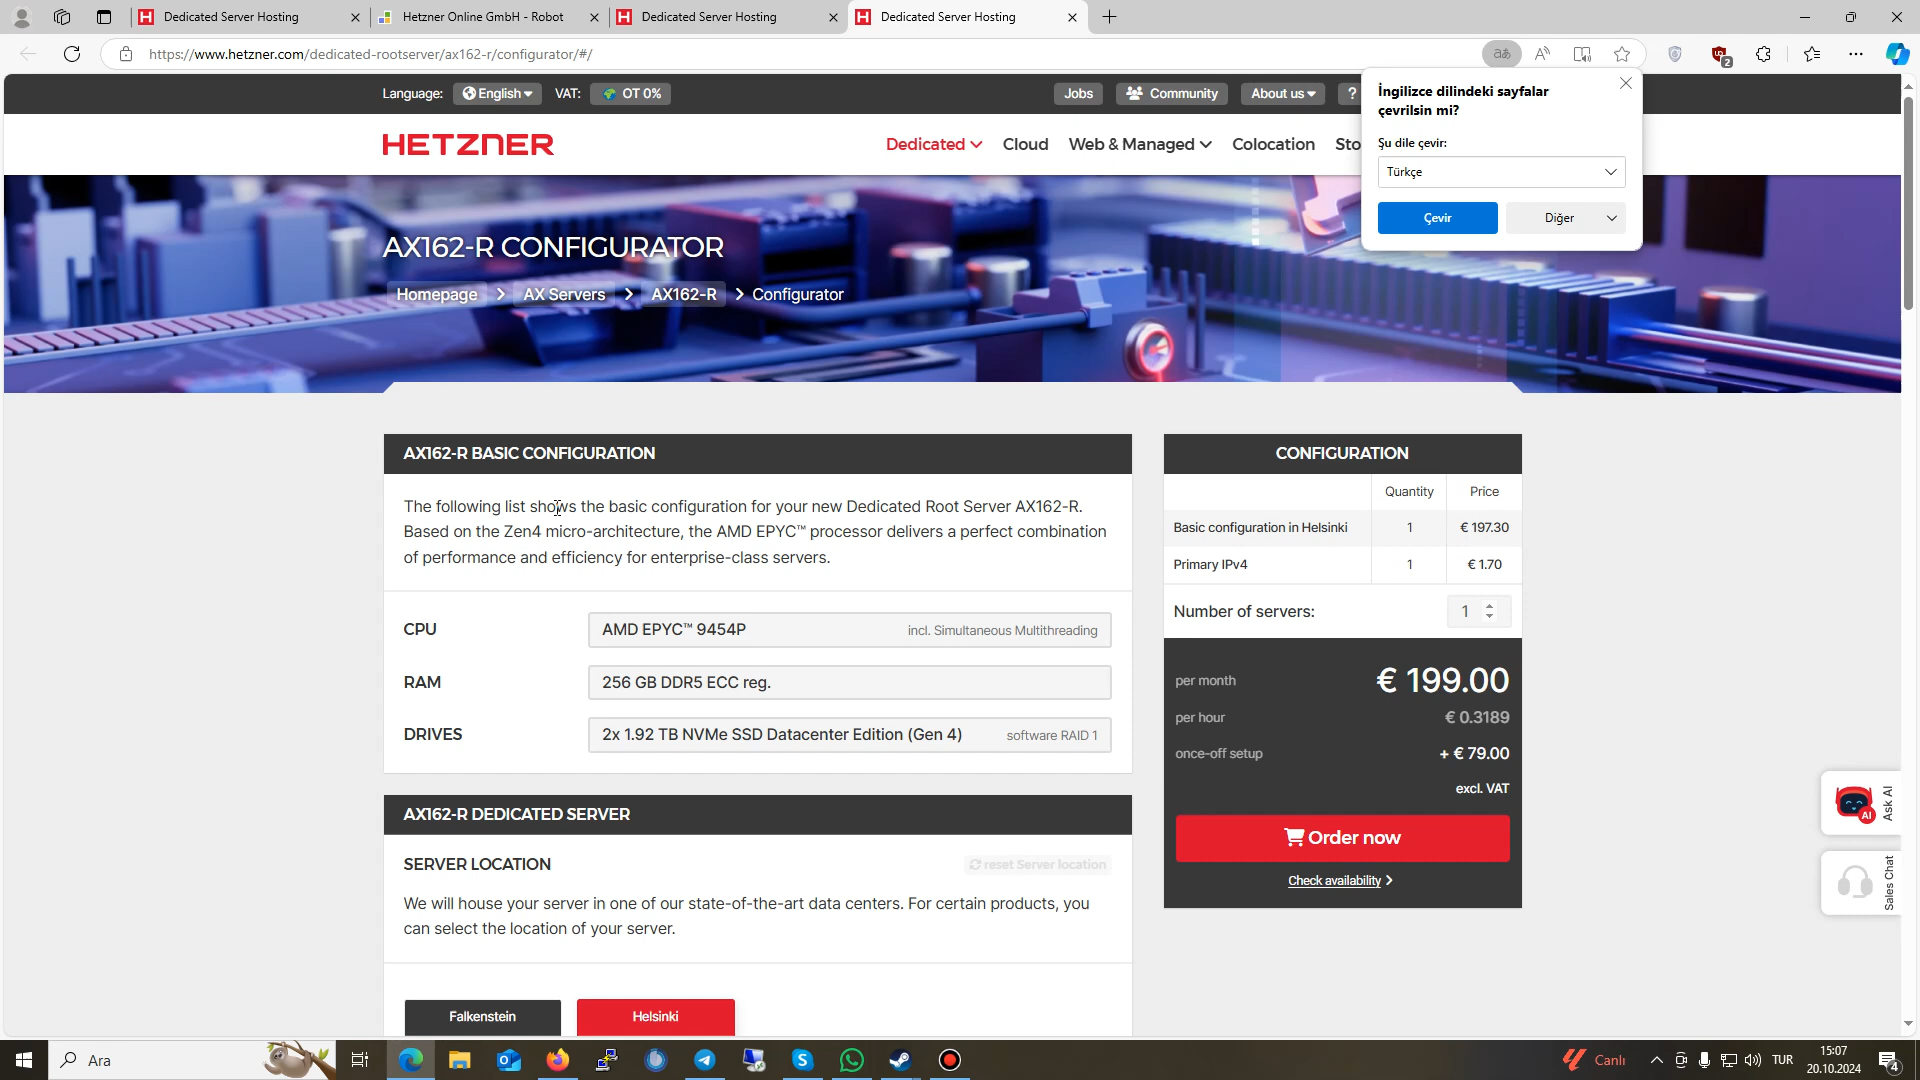 Dedicated Server Hosting
Hetzner Online GmbH - Robot
Dedicated Server Hosting
Dedicated Server Hosting
https://www.hetzner.com/dedicated-rootserver/ax162-r/configurator/#/
2
Language:
English
VAT:
OT 0%
Jobs
Community
About us
?
İngilizce dilindeki sayfalar
çevrilsin mi?
Şu dile çevir:
Türkçe
Çevir
Diğer
HETZNER
Dedicated
Cloud
Web & Managed
Colocation
Sto
AX162-R CONFIGURATOR
Homepage
AX Servers
AX162-R
Configurator
AX162-R BASIC CONFIGURATION
The following list shows the basic configuration for your new Dedicated Root Server AX162-R.
Based on the Zen4 micro-architecture, the AMD EPYC™ processor delivers a perfect combination
of performance and efficiency for enterprise-class servers.
CPU
AMD EPYC™ 9454P
incl. Simultaneous Multithreading
RAM
256 GB DDR5 ECC reg.
DRIVES
2x 1.92 TB NVMe SSD Datacenter Edition (Gen 4)
software RAID 1
AX162-R DEDICATED SERVER
SERVER LOCATION
reset Server location
We will house your server in one of our state-of-the-art data centers. For certain products, you
can select the location of your server.
Falkenstein
Helsinki
CONFIGURATION
Quantity
Price
Basic configuration in Helsinki
1
€ 197.30
Primary IPv4
1
€ 1.70
Number of servers:
1
per month
€ 199.00
per hour
€ 0.3189
once-off setup
+ € 79.00
excl. VAT
Order now
Check availability
AI
Ask AI
Sales Chat
Ara
Canlı
TUR
15:07
20.10.2024
4